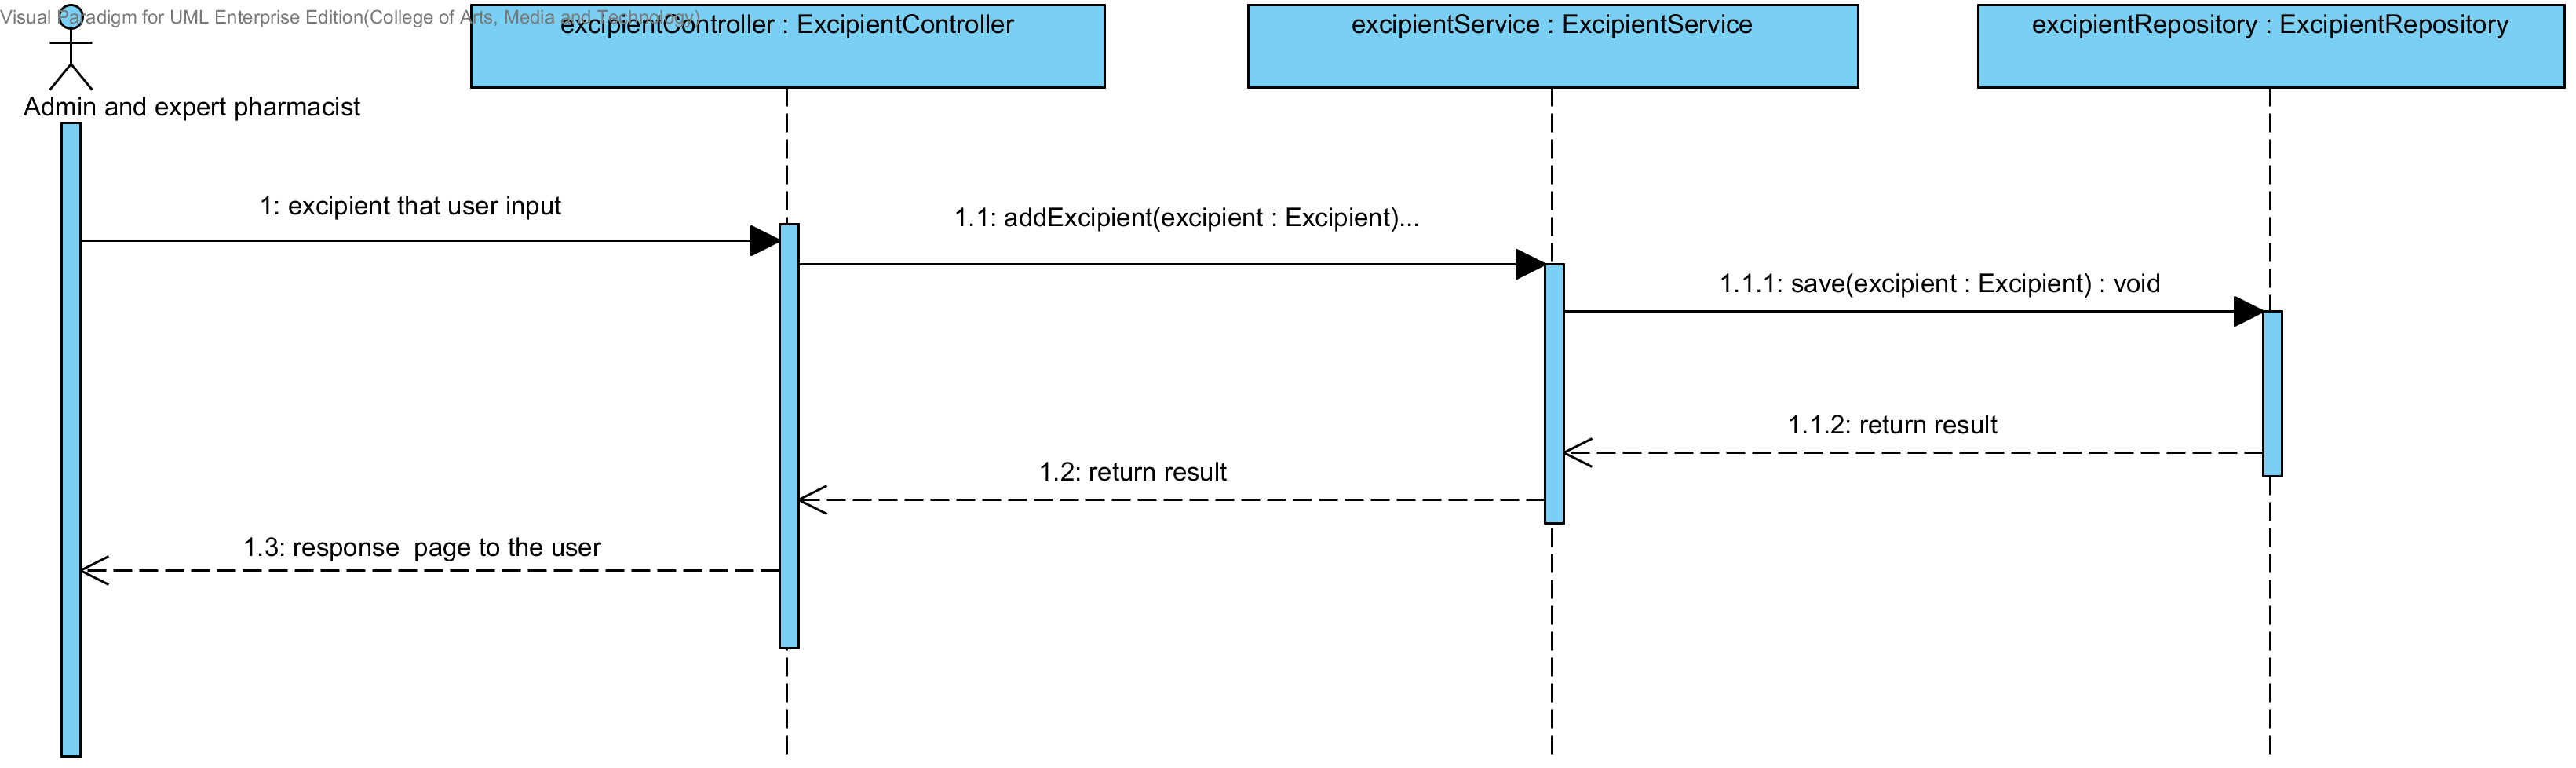 Visual Paradigm for UML Enterprise Edition(College of Arts, Media and Technology)
excipientController : ExcipientController
excipientService : ExcipientService
excipientRepository : ExcipientRepository
Admin and expert pharmacist
1: excipient that user input
1.1: addExcipient(excipient : Excipient)...
1.1.1: save(excipient : Excipient) : void
1.1.2: return result
1.2: return result
1.3: response  page to the user